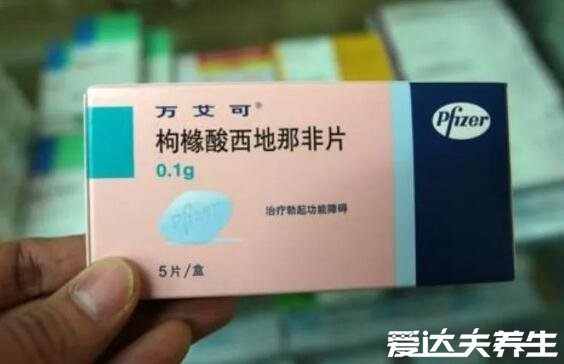 万艾可®
Pfizer
枸橼酸西地那非片
0.1g
Pfizer
治疗勃起功能障碍
5片/盒
爱达夫养生